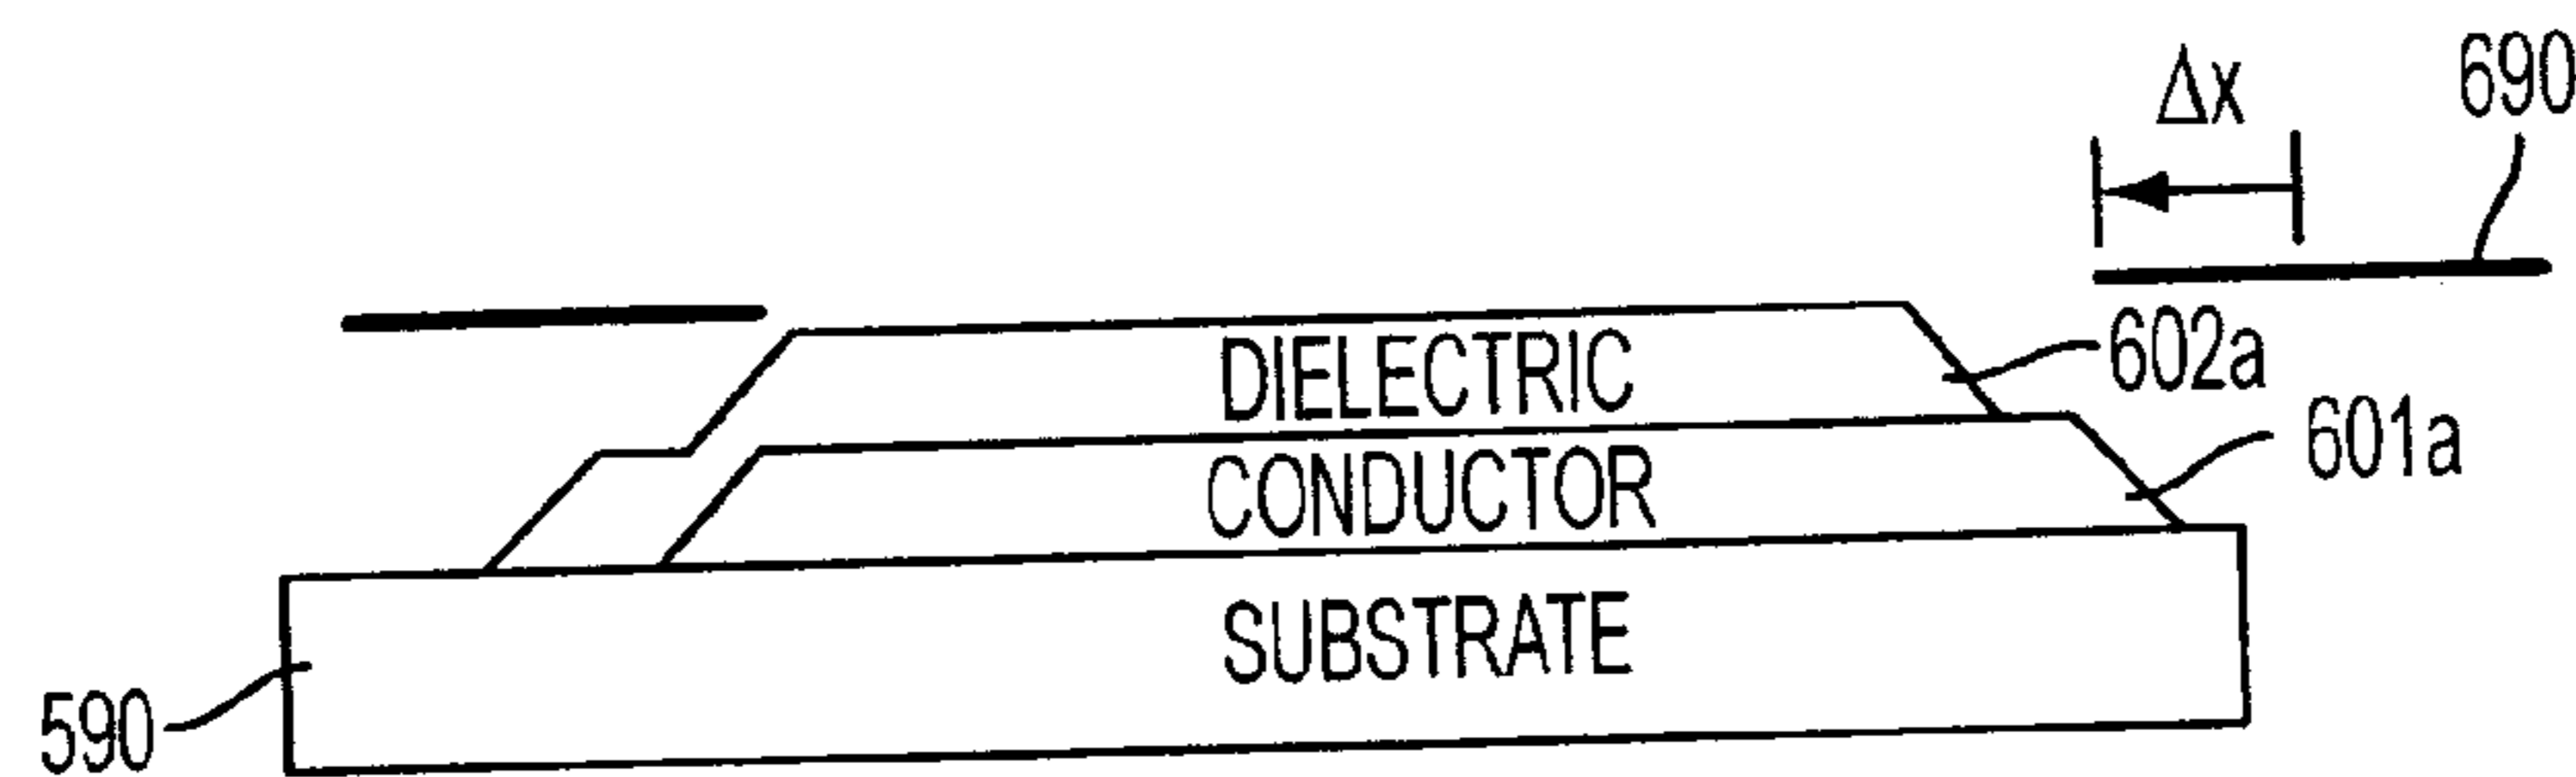 Δx
690
DIELECTRIC
602a
CONDUCTOR
601a
SUBSTRATE
590